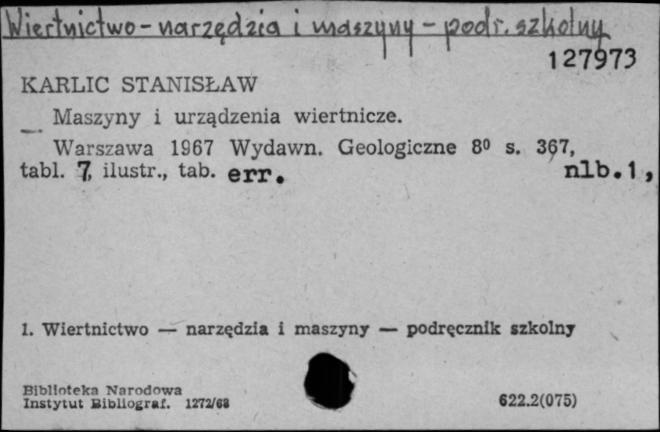 Wiertnictwo - narzędzia i maszyny - podr. szkolny
127973
KARLIC STANISŁAW
Maszyny i urządzenia wiertnicze.
Warszawa 1967 Wydawn. Geologiczne 8⁰ s. 367,
tabl. 7, ilustr., tab. err. nlb.1,
1. Wiertnictwo — narzędzia i maszyny — podręcznik szkolny
Biblioteka Narodowa
Instytut Bibliograf. 1272/68
622.2(075)